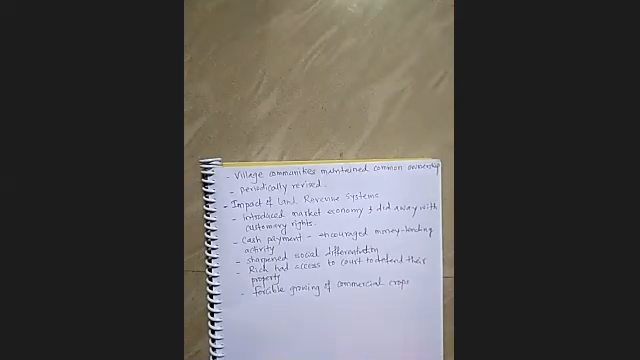 - Village communities maintained common ownership
- periodically revised.
- Impact of Land Revenue Systems
- Introduced market economy & did away with
customary rights.
- Cash payment - encouraged money-lending
activity
- sharpened social differentiation
- Rich had access to court to defend their
property
- forcible growing of commercial crops